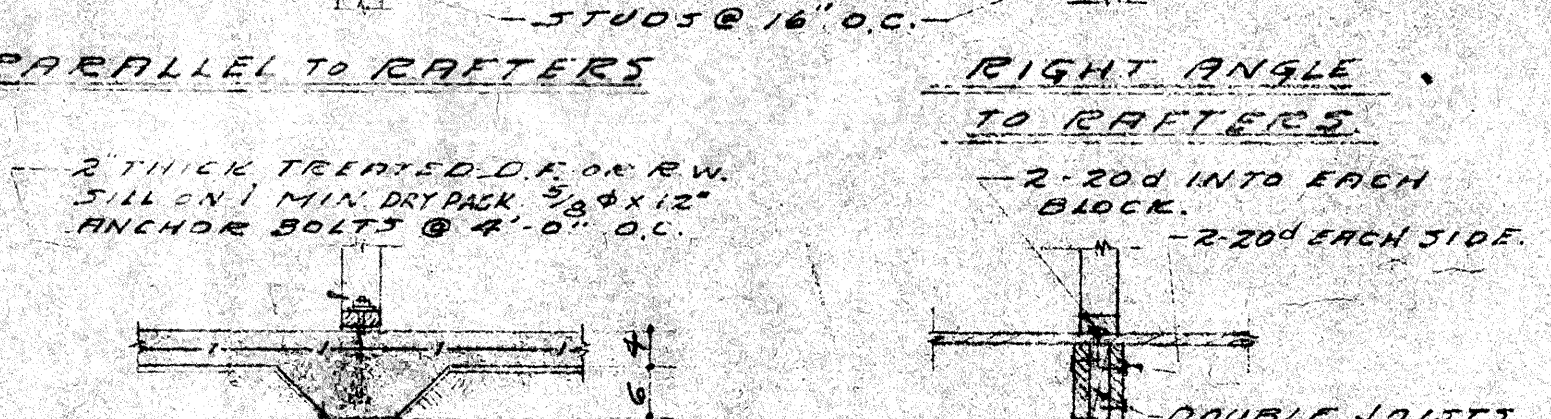 STUDS @ 16" O.C.
PARALLEL TO RAFTERS
RIGHT ANGLE
TO RAFTERS.
2" THICK TREATED D.F. OR R.W.
SILL ON 1 MIN DRY PACK. 5/8 φ x 12"
ANCHOR BOLTS @ 4'-0" O.C.
2-20d INTO EACH
BLOCK.
2-20d EACH SIDE.
4
6
DOUBLE JOISTS